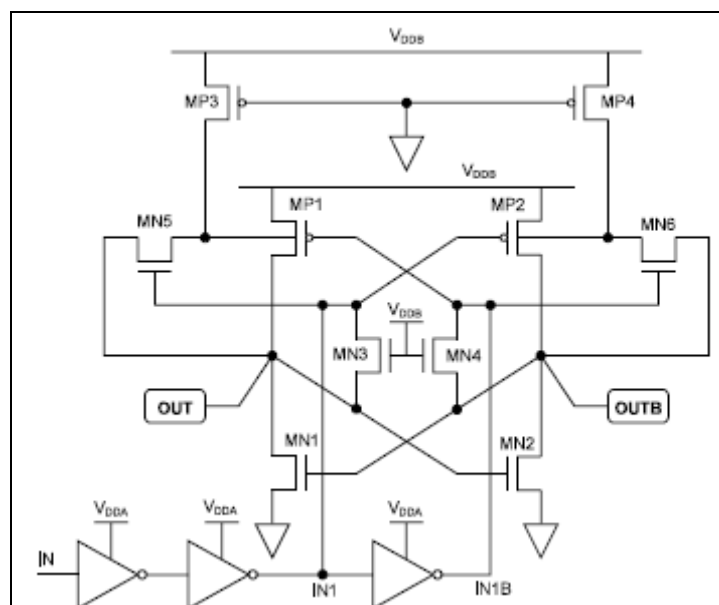 VDDB
MP3
MP4
VDDB
MP1
MP2
MN5
MN6
VDDB
MN3
MN4
OUT
OUTB
MN1
MN2
VDDA
VDDA
VDDA
IN
IN1
IN1B